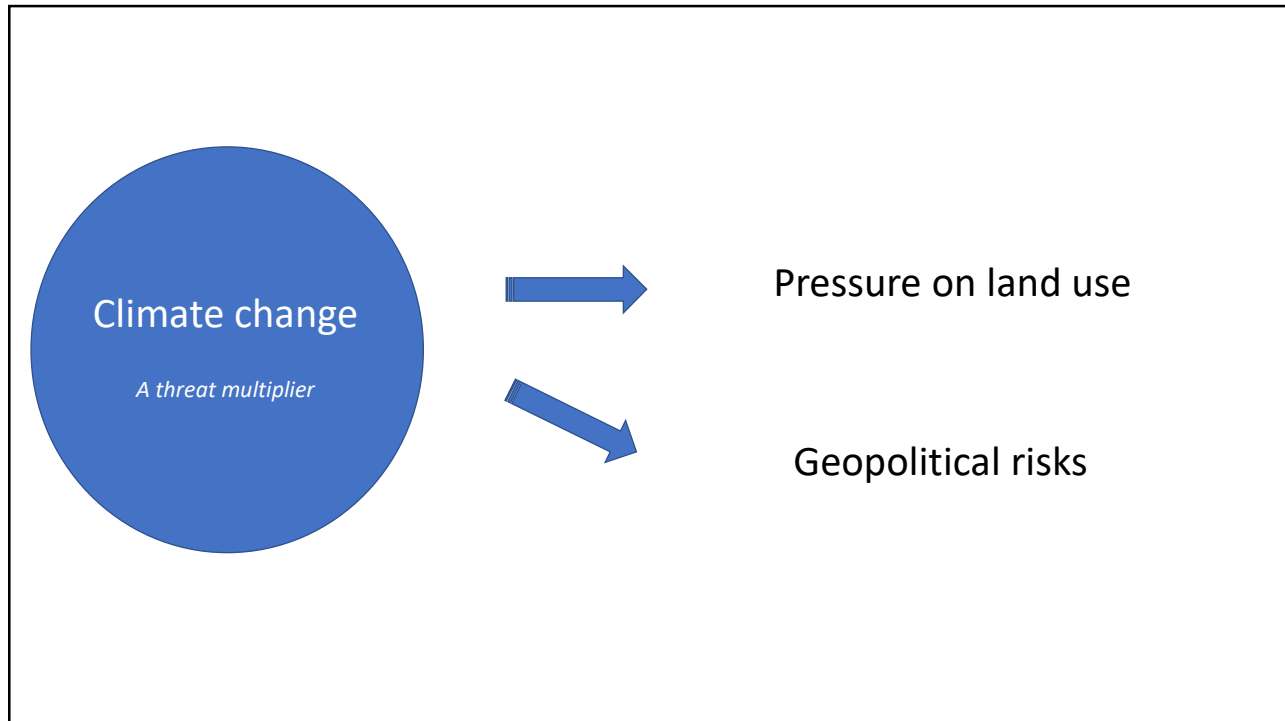 Climate change
A threat multiplier
Pressure on land use
Geopolitical risks